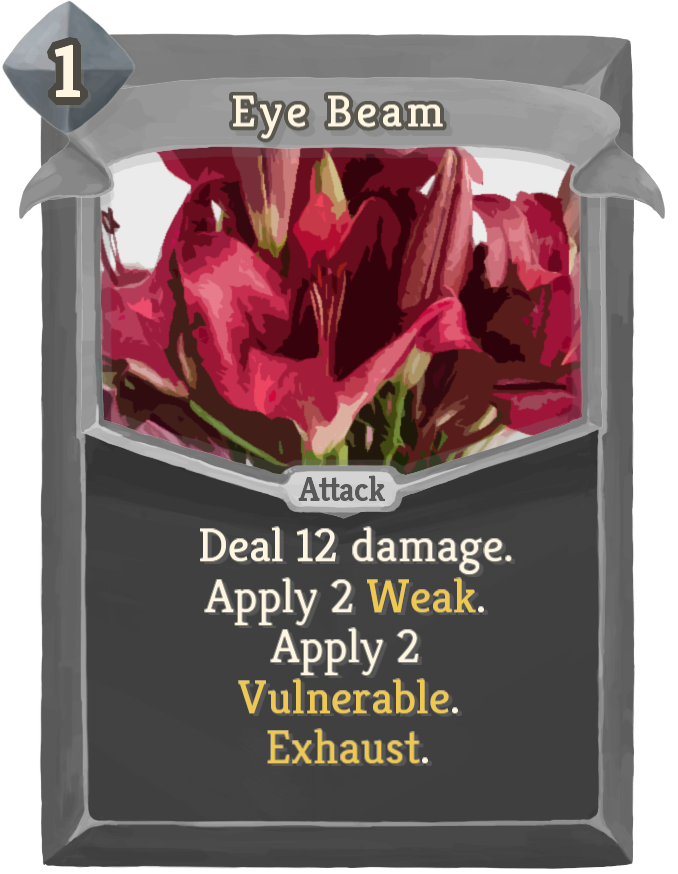 1
Eye Beam
Attack
Deal 12 damage.
Apply 2 Weak.
Apply 2
Vulnerable.
Exhaust.